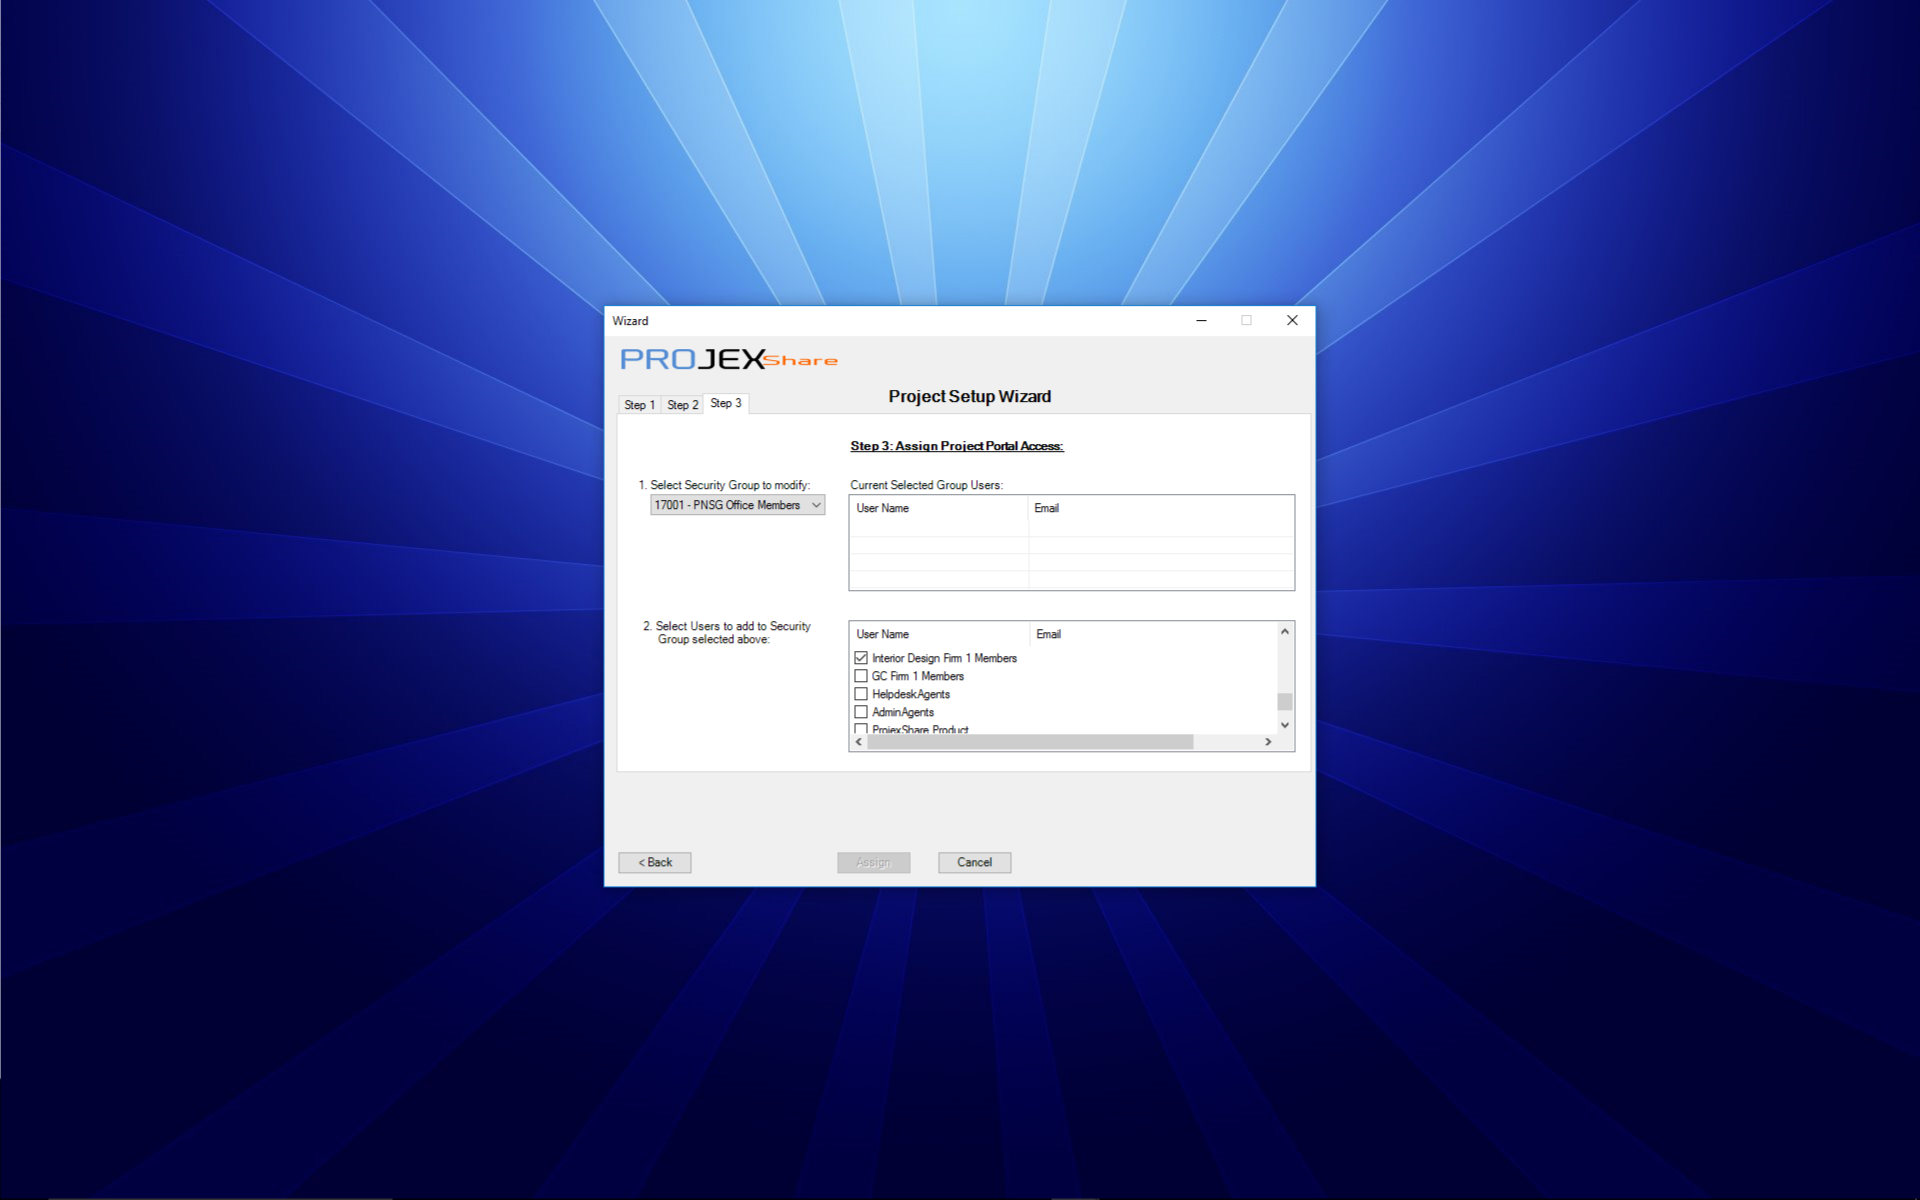 Wizard
PROJEXShare
Project Setup Wizard
Step 1
Step 2
Step 3
Step 3: Assign Project Portal Access:
1. Select Security Group to modify:
17001 - PNSG Office Members
Current Selected Group Users:
User Name
Email
2. Select Users to add to Security
Group selected above:
User Name
Email
Interior Design Firm 1 Members
GC Firm 1 Members
HelpdeskAgents
AdminAgents
ProjexShare Product
< Back
Assign
Cancel